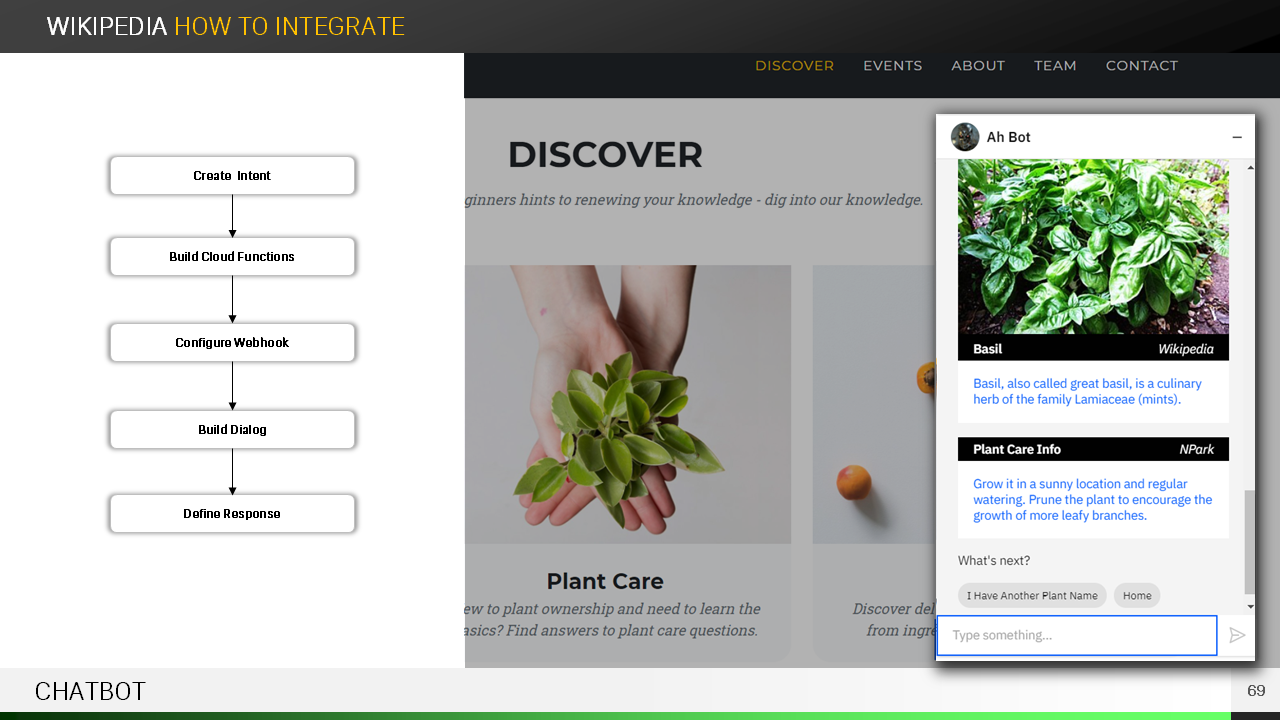 WIKIPEDIA HOW TO INTEGRATE
Create Intent
Build Cloud Functions
Configure Webhook
Build Dialog
Define Response
DISCOVER EVENTS ABOUT TEAM CONTACT
DISCOVER
ginners hints to renewing your knowledge - dig into our knowledge.
Plant Care
ew to plant ownership and need to learn the
asics? Find answers to plant care questions.
Discover del
from ingre
Ah Bot
Basil Wikipedia
Basil, also called great basil, is a culinary
herb of the family Lamiaceae (mints).
Plant Care Info NPark
Grow it in a sunny location and regular
watering. Prune the plant to encourage the
growth of more leafy branches.
What's next?
I Have Another Plant Name Home
Type something...
CHATBOT
69